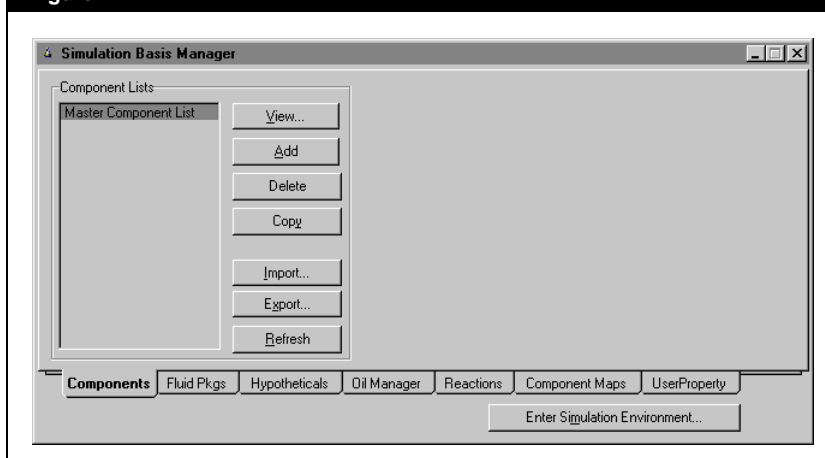 Simulation Basis Manager
Component Lists
Master Component List
View...
Add
Delete
Copy
Import...
Export...
Refresh
Components Fluid Pkgs Hypotheticals Oil Manager Reactions Component Maps UserProperty
Enter Simulation Environment...